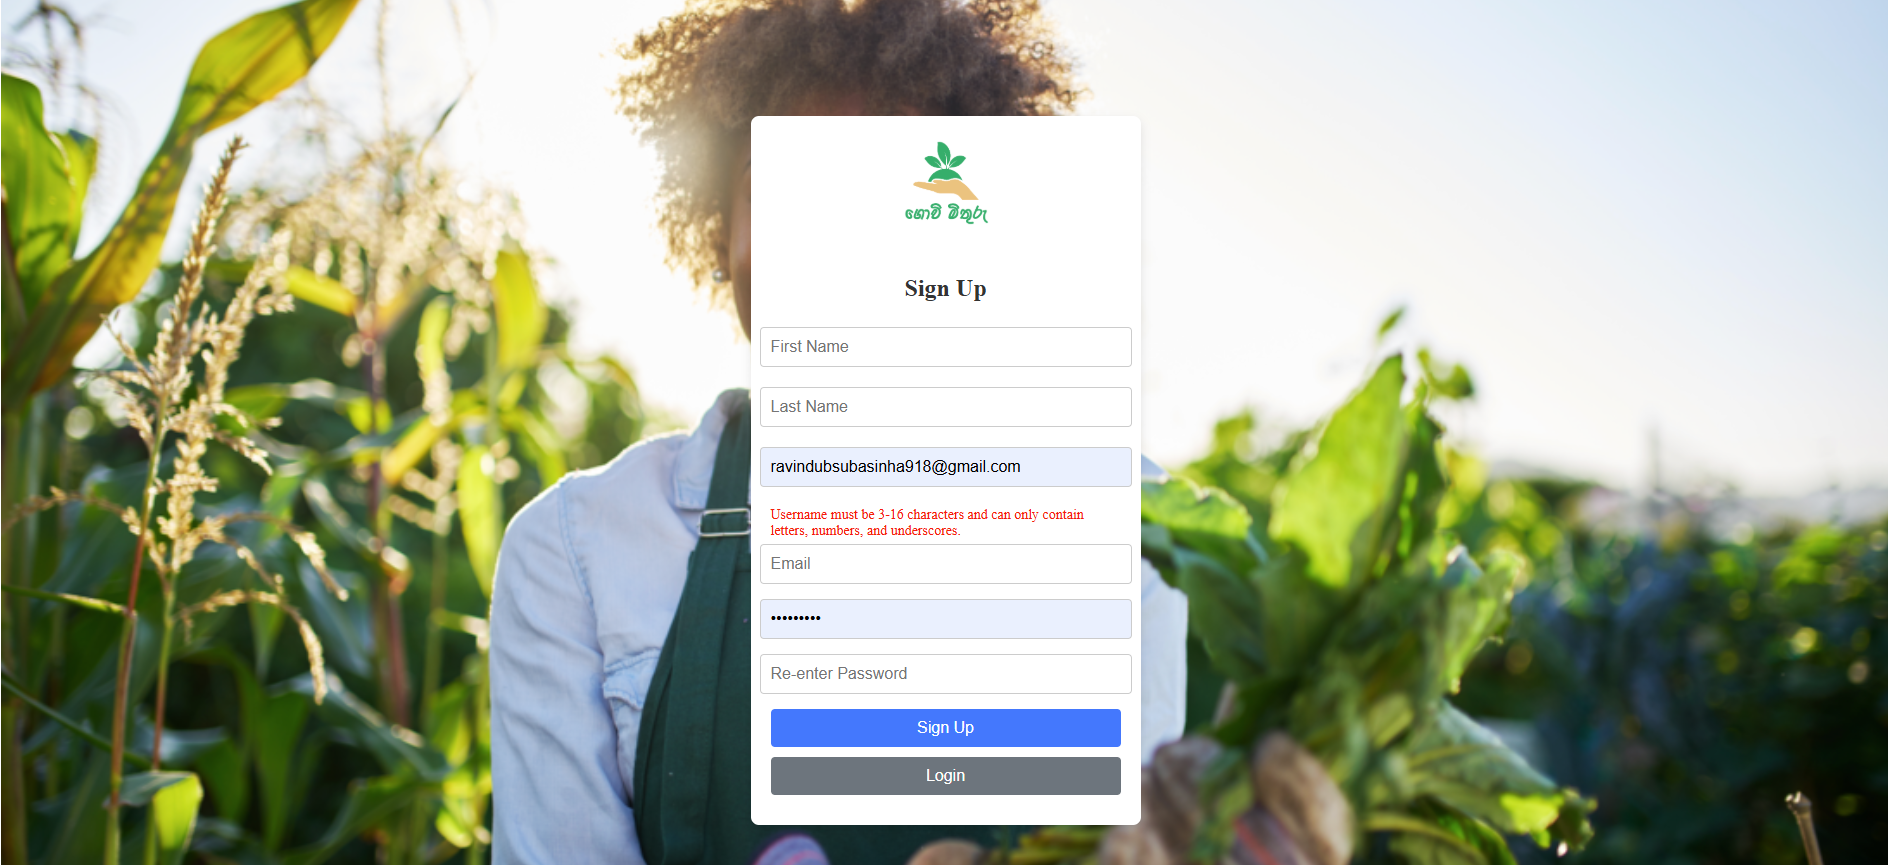 ගොවි මිතුරු
Sign Up
First Name
Last Name
ravindubsubasinha918@gmail.com
Username must be 3-16 characters and can only contain
letters, numbers, and underscores.
Email
•••••••••
Re-enter Password
Sign Up
Login